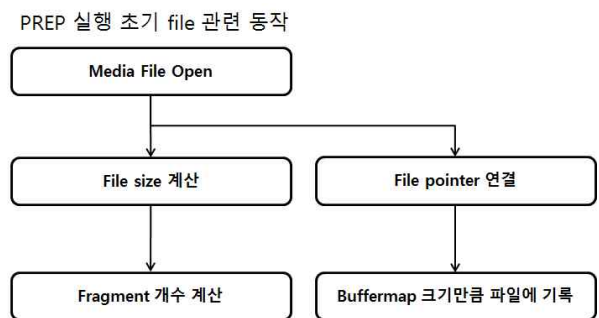 PREP 실행 초기 file 관련 동작
Media File Open
File size 계산
File pointer 연결
Fragment 개수 계산
Buffermap 크기만큼 파일에 기록